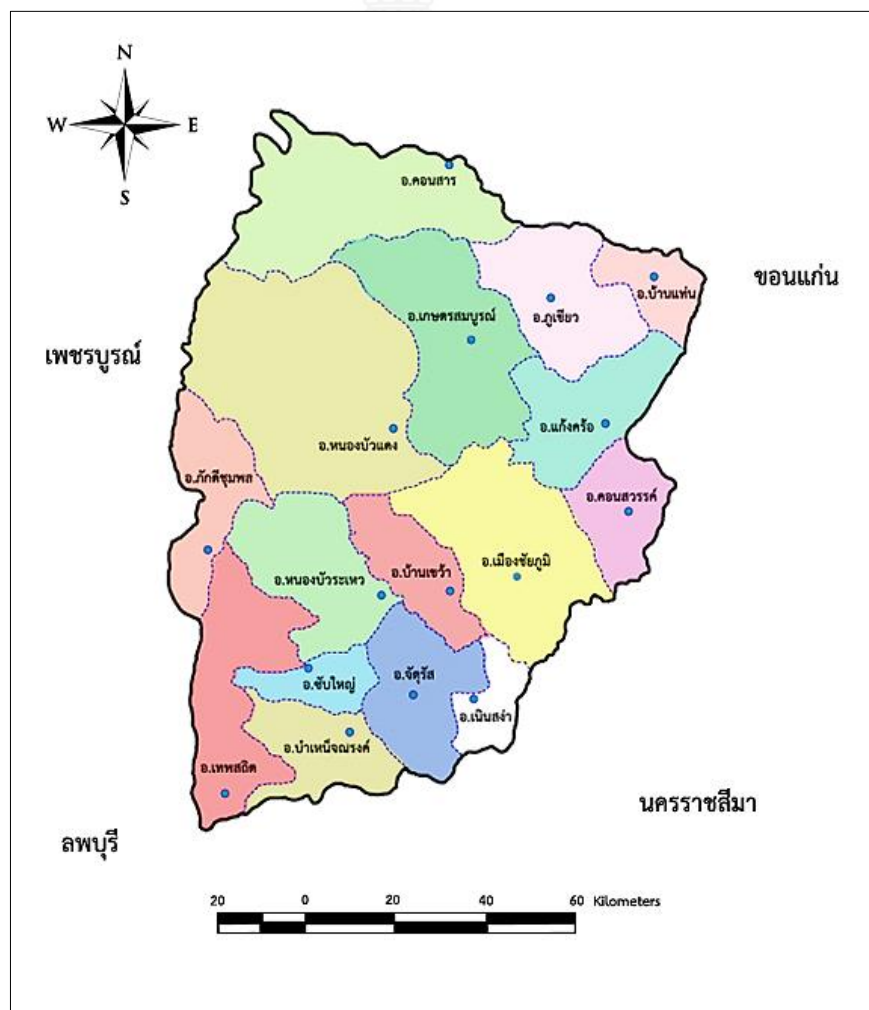 N
W E
S
อ.คอนสาร
ขอนแก่น
อ.บ้านแท่น
อ.เกษตรสมบูรณ์
อ.ภูเขียว
เพชรบูรณ์
อ.แก้งคร้อ
อ.หนองบัวแดง
อ.ภักดีชุมพล
อ.คอนสวรรค์
อ.บ้านเขว้า
อ.เมืองชัยภูมิ
อ.หนองบัวระเหว
อ.จัตุรัส
อ.ซับใหญ่
อ.เนินสง่า
อ.บำเหน็จณรงค์
อ.เทพสถิต
นครราชสีมา
ลพบุรี
20 0 20 40 60 Kilometers